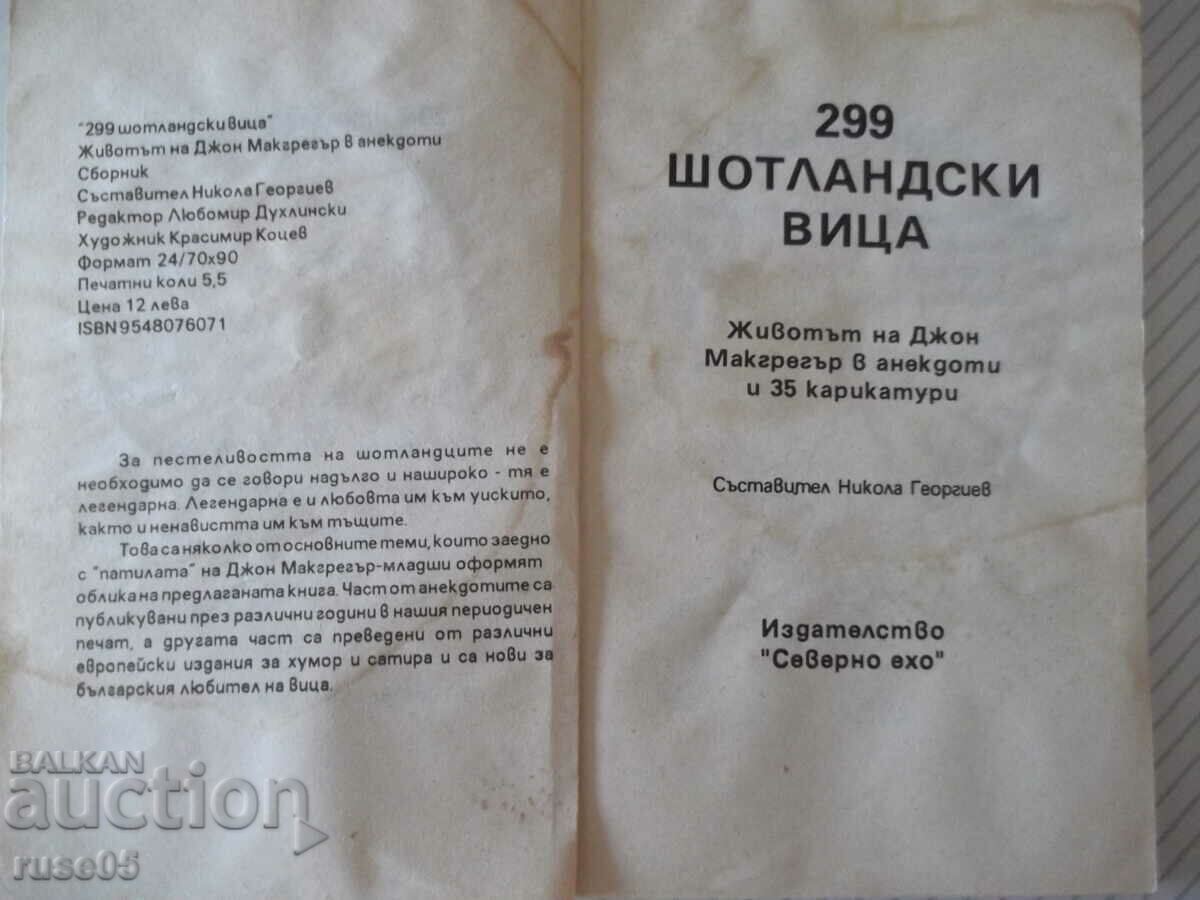 "299 шотландски вица"
Животът на Джон Макгрегър в анекдоти
Сборник
Съставител Никола Георгиев
Редактор Любомир Духлински
Художник Красимир Коцев
Формат 24/70x90
Печатни коли 5,5
Цена 12 лева
ISBN 9548076071
За пестеливостта на шотландците не е
необходимо да се говори надълго и нашироко - тя е
легендарна. Легендарна е и любовта им към уискито,
както и ненавистта им към тъщите.
Това са няколко от основните теми, които заедно
с "патилата" на Джон Макгрегър-младши оформят
облика на предлаганата книга. Част от анекдотите са
публикувани през различни години в нашия периодичен
печат, а другата част са преведени от различни
европейски издания за хумор и сатира и са нови за
българския любител на вица.
299
ШОТЛАНДСКИ
ВИЦА
Животът на Джон
Макгрегър в анекдоти
и 35 карикатури
Съставител Никола Георгиев
Издателство
"Северно ехо"
BALKAN
auction
ruse05